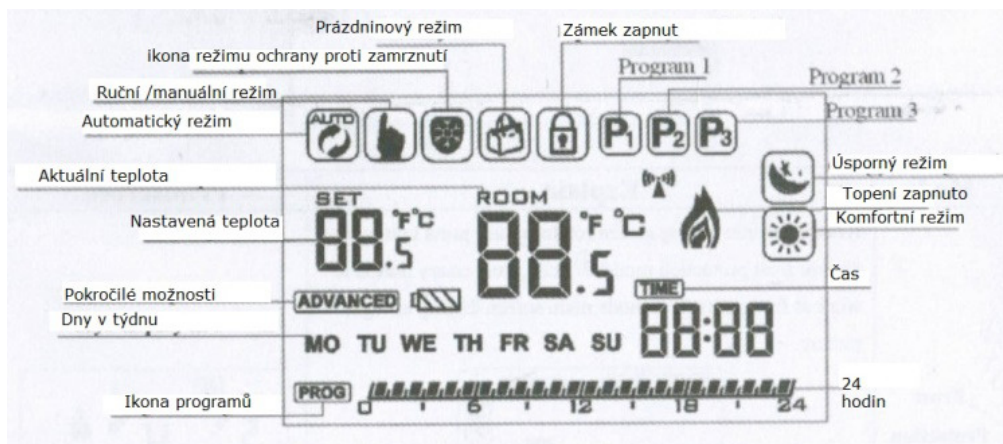 Prázdninový režim
Zámek zapnut
ikona režimu ochrany proti zamrznutí
Program 1
Program 2
Ruční /manuální režim
Program 3
Automatický režim
AUTO
P1 P2 P3
Úsporný režim
Aktuální teplota
SET
ROOM
Topení zapnuto
Nastavená teplota
88.5 °F °C
88.5 °F °C
Komfortní režim
Čas
Pokročilé možnosti
ADVANCED
TIME
Dny v týdnu
88:88
MO TU WE TH FR SA SU
PROG
24
hodin
Ikona programů
0 6 12 18 24